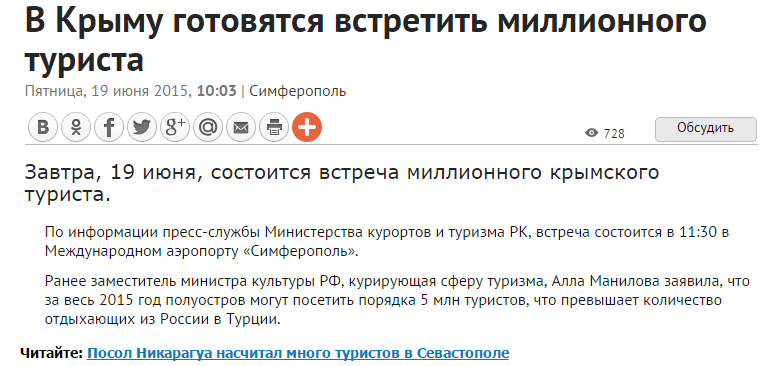 В Крыму готовятся встретить миллионного
туриста
Пятница, 19 июня 2015, 10:03 | Симферополь
В f g+ @ 728 Обсудить
Завтра, 19 июня, состоится встреча миллионного крымского
туриста.
По информации пресс-службы Министерства курортов и туризма РК, встреча состоится в 11:30 в
Международном аэропорту «Симферополь».
Ранее заместитель министра культуры РФ, курирующая сферу туризма, Алла Манилова заявила, что
за весь 2015 год полуостров могут посетить порядка 5 млн туристов, что превышает количество
отдыхающих из России в Турции.
Читайте: Посол Никарагуа насчитал много туристов в Севастополе